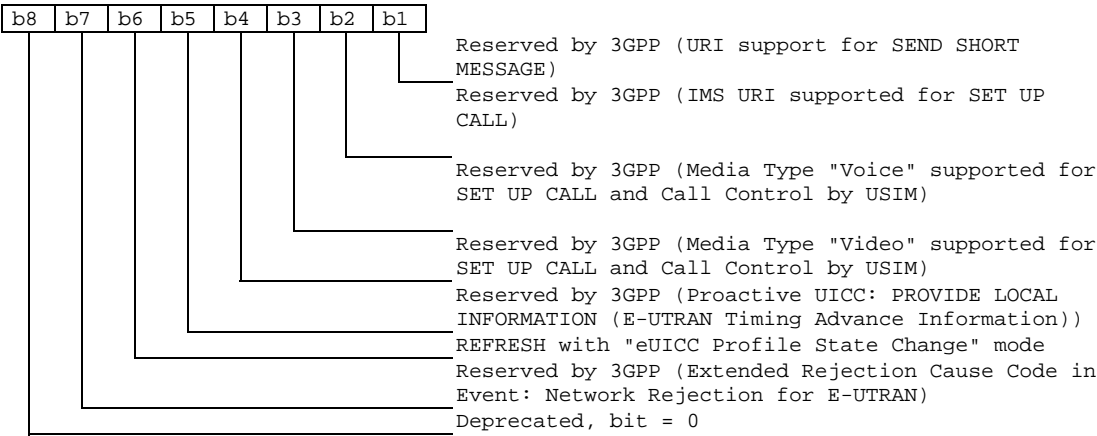 b8 b7 b6 b5 b4 b3 b2 b1
Reserved by 3GPP (URI support for SEND SHORT
MESSAGE)
Reserved by 3GPP (IMS URI supported for SET UP
CALL)
Reserved by 3GPP (Media Type "Voice" supported for
SET UP CALL and Call Control by USIM)
Reserved by 3GPP (Media Type "Video" supported for
SET UP CALL and Call Control by USIM)
Reserved by 3GPP (Proactive UICC: PROVIDE LOCAL
INFORMATION (E-UTRAN Timing Advance Information))
REFRESH with "eUICC Profile State Change" mode
Reserved by 3GPP (Extended Rejection Cause Code in
Event: Network Rejection for E-UTRAN)
Deprecated, bit = 0